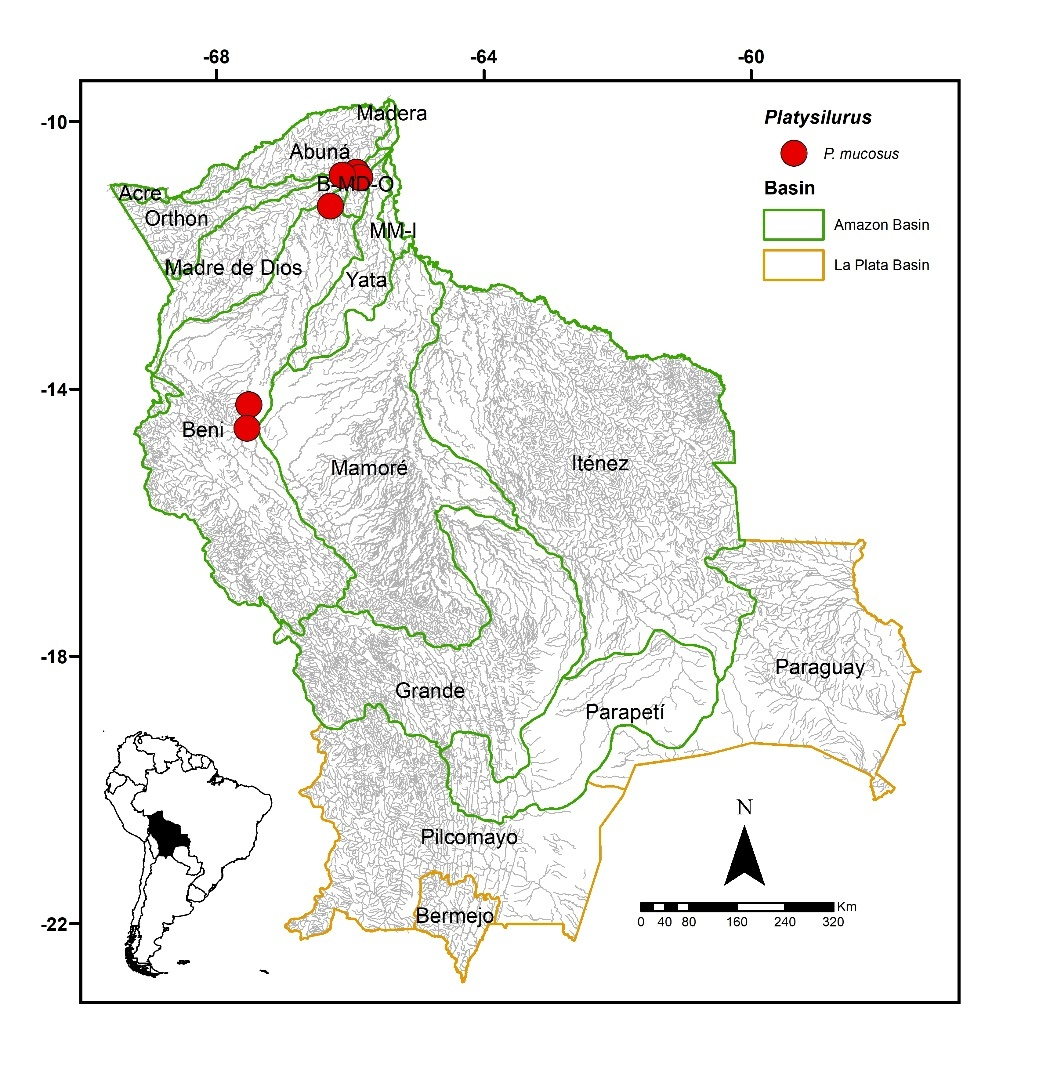 -68
-64
-60
-10
-14
-18
-22
Madera
Abuná
B-MD-O
Acre
Orthon
MM-I
Madre de Dios
Yata
Beni
Mamoré
Iténez
Grande
Parapetí
Paraguay
Pilcomayo
Bermejo
Platysilurus
P. mucosus
Basin
Amazon Basin
La Plata Basin
N
Km
0 40 80 160 240 320